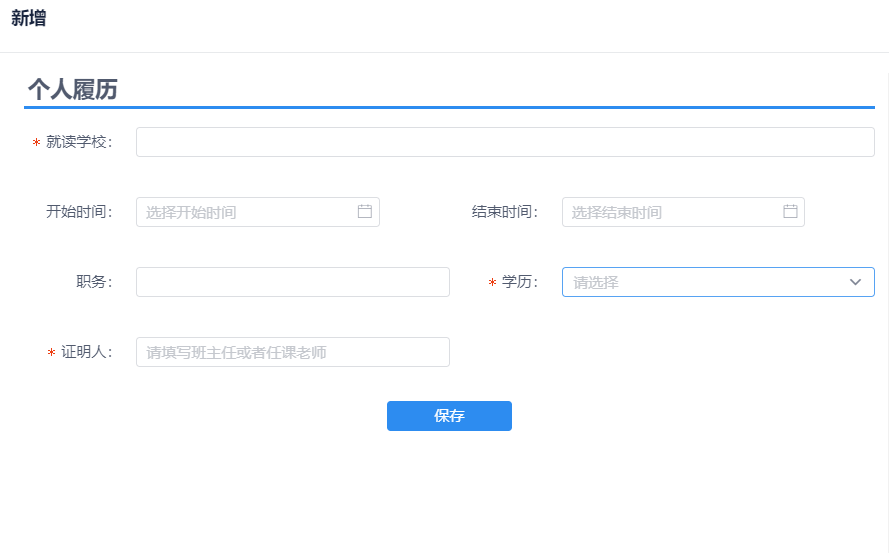 新增
个人履历
* 就读学校：
开始时间： 选择开始时间 结束时间： 选择结束时间
职务： * 学历： 请选择
* 证明人： 请填写班主任或者任课老师
保存